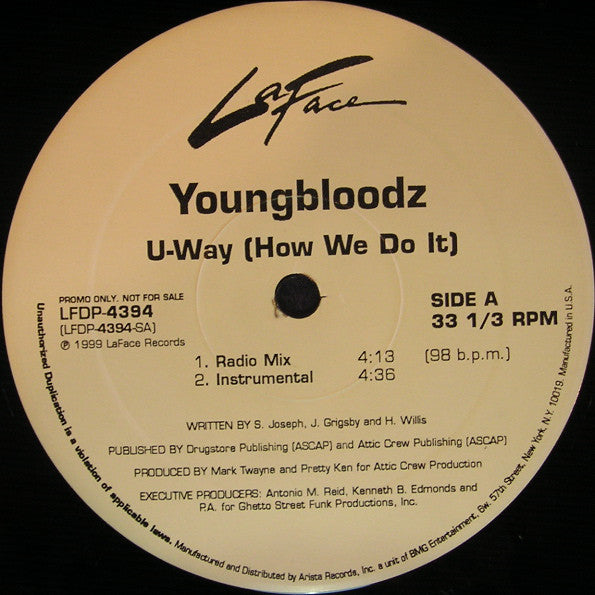 LaFace
Youngbloodz
U-Way (How We Do It)
PROMO ONLY. NOT FOR SALE
LFDP-4394
(LFDP-4394-SA)
℗ 1999 LaFace Records
SIDE A
33 1/3 RPM
1. Radio Mix 4:13 (98 b.p.m.)
2. Instrumental 4:36
WRITTEN BY S. Joseph, J. Grigsby and H. Willis
PUBLISHED BY Drugstore Publishing (ASCAP) and Attic Crew Publishing (ASCAP)
PRODUCED BY Mark Twayne and Pretty Ken for Attic Crew Production
EXECUTIVE PRODUCERS: Antonio M. Reid, Kenneth B. Edmonds and
P.A. for Ghetto Street Funk Productions, Inc.
Unauthorized Duplication is a violation of applicable laws. Manufactured and Distributed by Arista Records, Inc. a unit of BMG Entertainment, 6w. 57th Street, New York, N.Y. 10019. Manufactured in U.S.A.